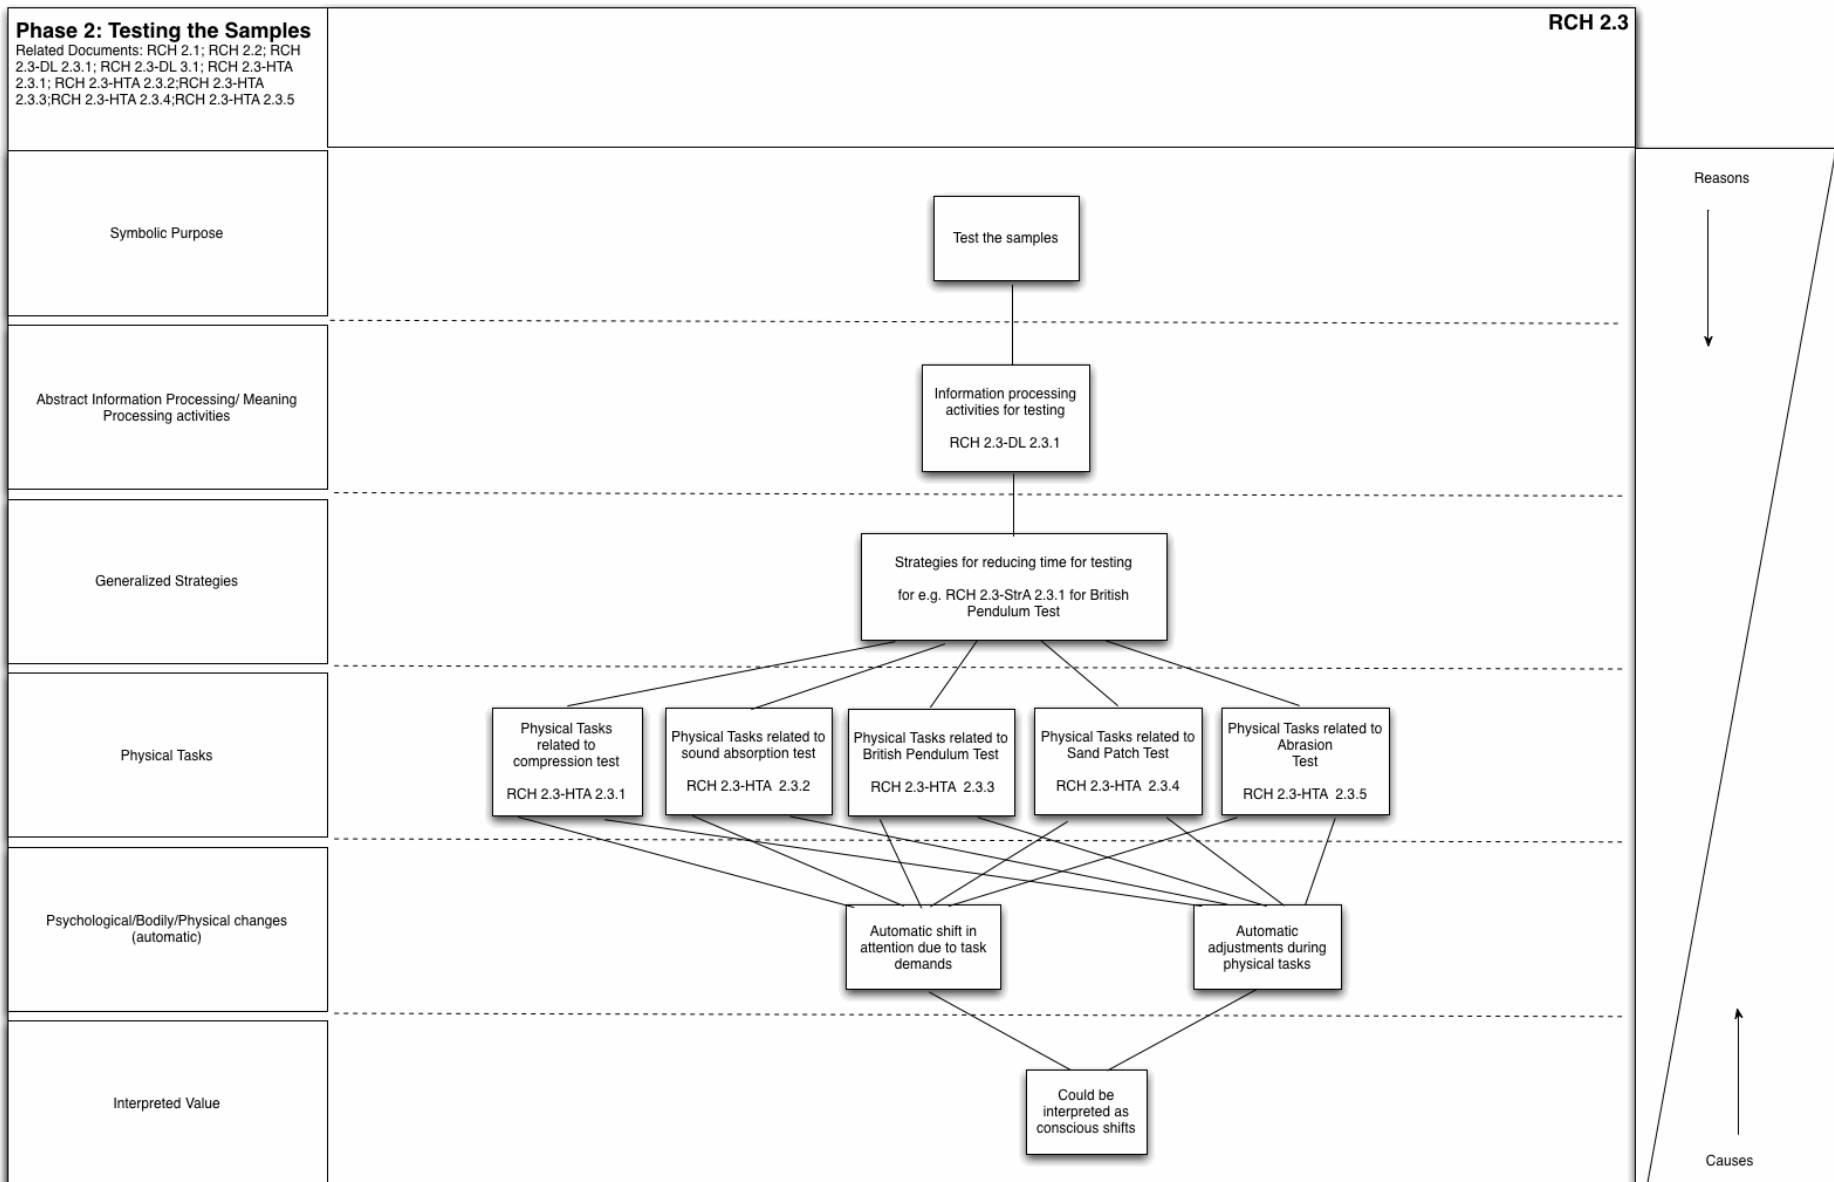 Phase 2: Testing the Samples
RCH 2.3
Related Documents: RCH 2.1; RCH 2.2; RCH
2.3-DL 2.3.1; RCH 2.3-DL 3.1; RCH 2.3-HTA
2.3.1; RCH 2.3-HTA 2.3.2;RCH 2.3-HTA
2.3.3;RCH 2.3-HTA 2.3.4;RCH 2.3-HTA 2.3.5
Reasons
Symbolic Purpose
Test the samples
Abstract Information Processing/ Meaning
Processing activities
Information processing
activities for testing
RCH 2.3-DL 2.3.1
Generalized Strategies
Strategies for reducing time for testing
for e.g. RCH 2.3-StrA 2.3.1 for British
Pendulum Test
Physical Tasks
Physical Tasks
related to
compression test
RCH 2.3-HTA 2.3.1
Physical Tasks related to
sound absorption test
RCH 2.3-HTA  2.3.2
Physical Tasks related to
British Pendulum Test
RCH 2.3-HTA  2.3.3
Physical Tasks related to
Sand Patch Test
RCH 2.3-HTA  2.3.4
Physical Tasks related to
Abrasion
Test
RCH 2.3-HTA  2.3.5
Psychological/Bodily/Physical changes
(automatic)
Automatic shift in
attention due to task
demands
Automatic
adjustments during
physical tasks
Interpreted Value
Could be
interpreted as
conscious shifts
Causes